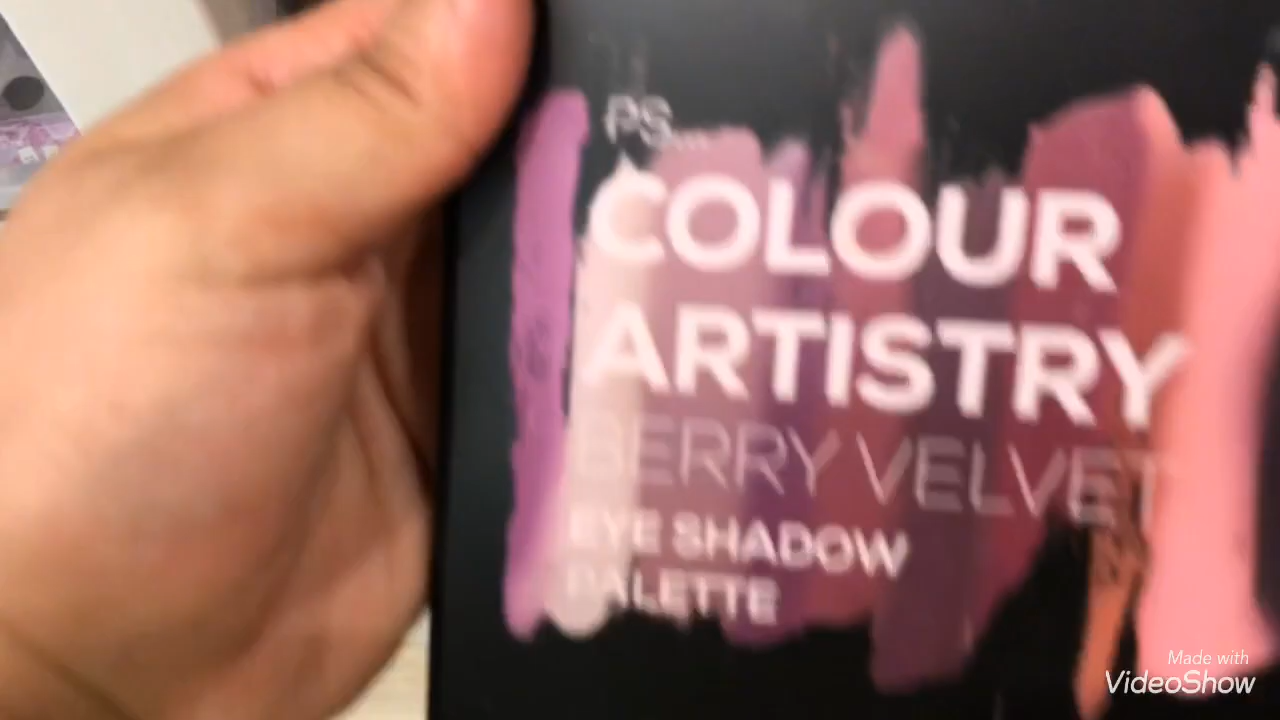 PS...
COLOUR
ARTISTRY
BERRY VELVET
EYE SHADOW
PALETTE
Made with
VideoShow